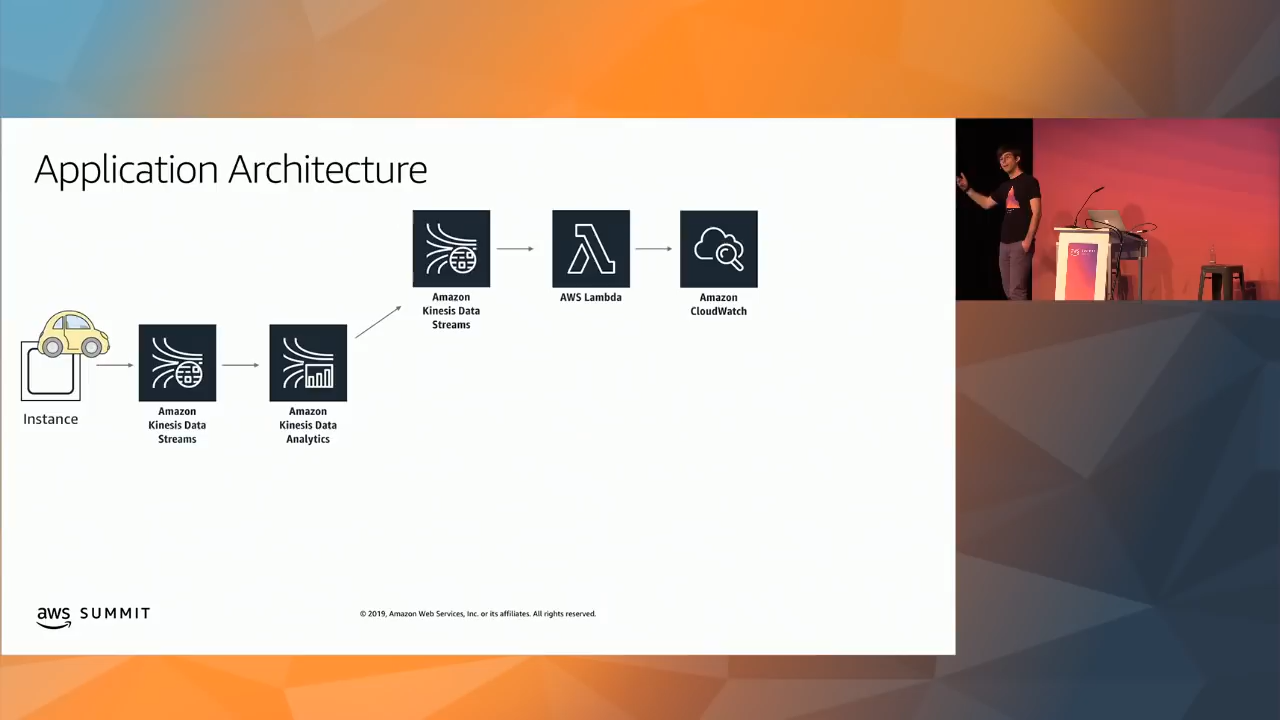 Application Architecture
Amazon
Kinesis Data
Streams
AWS Lambda
Amazon
CloudWatch
Instance
Amazon
Kinesis Data
Streams
Amazon
Kinesis Data
Analytics
aws SUMMIT
© 2019, Amazon Web Services, Inc. or its affiliates. All rights reserved.